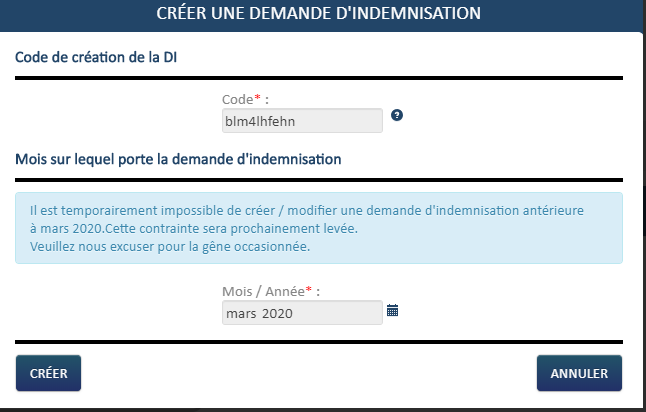 CRÉER UNE DEMANDE D'INDEMNISATION
Code de création de la DI
Code* :
blm4lhfehn
?
Mois sur lequel porte la demande d'indemnisation
Il est temporairement impossible de créer / modifier une demande d'indemnisation antérieure
à mars 2020.Cette contrainte sera prochainement levée.
Veuillez nous excuser pour la gêne occasionnée.
Mois / Année* :
mars 2020
CRÉER
ANNULER